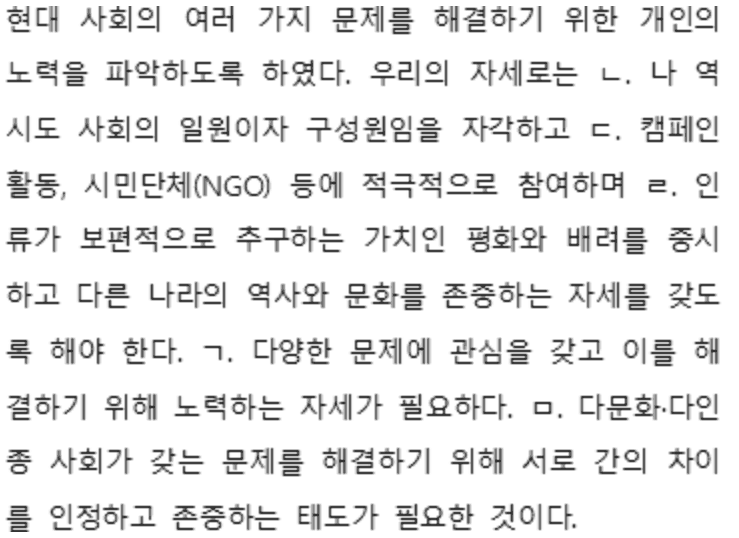 현대 사회의 여러 가지 문제를 해결하기 위한 개인의
노력을 파악하도록 하였다. 우리의 자세로는 ㄴ. 나 역
시도 사회의 일원이자 구성원임을 자각하고 ㄷ. 캠페인
활동, 시민단체(NGO) 등에 적극적으로 참여하며 ㄹ. 인
류가 보편적으로 추구하는 가치인 평화와 배려를 중시
하고 다른 나라의 역사와 문화를 존중하는 자세를 갖도
록 해야 한다. ㄱ. 다양한 문제에 관심을 갖고 이를 해
결하기 위해 노력하는 자세가 필요하다. ㅁ. 다문화·다인
종 사회가 갖는 문제를 해결하기 위해 서로 간의 차이
를 인정하고 존중하는 태도가 필요한 것이다.